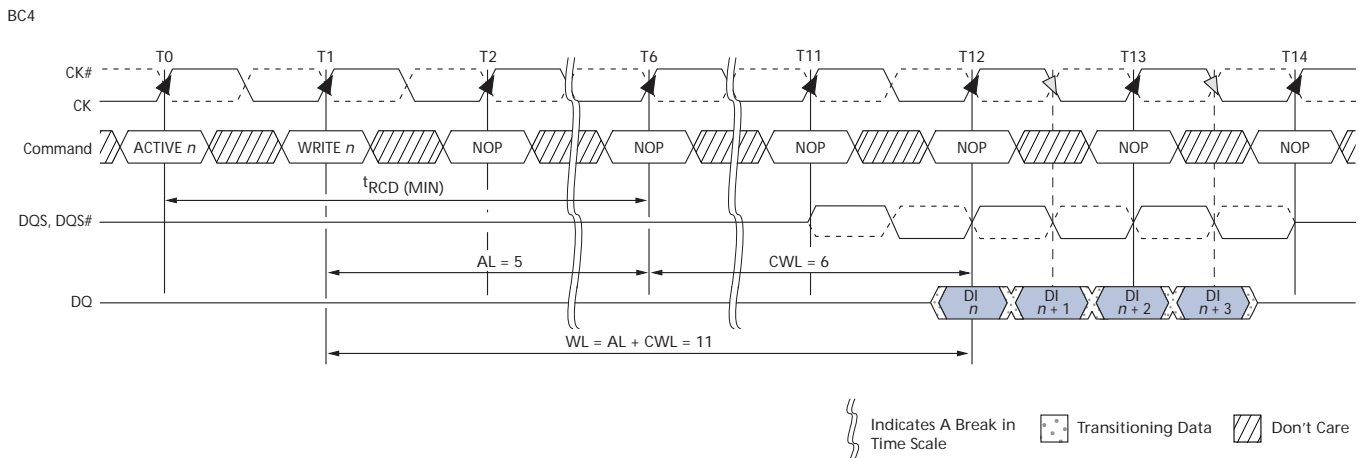 BC4
T0 T1 T2 T6 T11 T12 T13 T14
CK#
CK
Command ACTIVE n WRITE n NOP NOP NOP NOP NOP NOP
tRCD (MIN)
DQS, DQS#
AL = 5 CWL = 6
DQ DI n DI n + 1 DI n + 2 DI n + 3
WL = AL + CWL = 11
Indicates A Break in
Time Scale
Transitioning Data
Don't Care